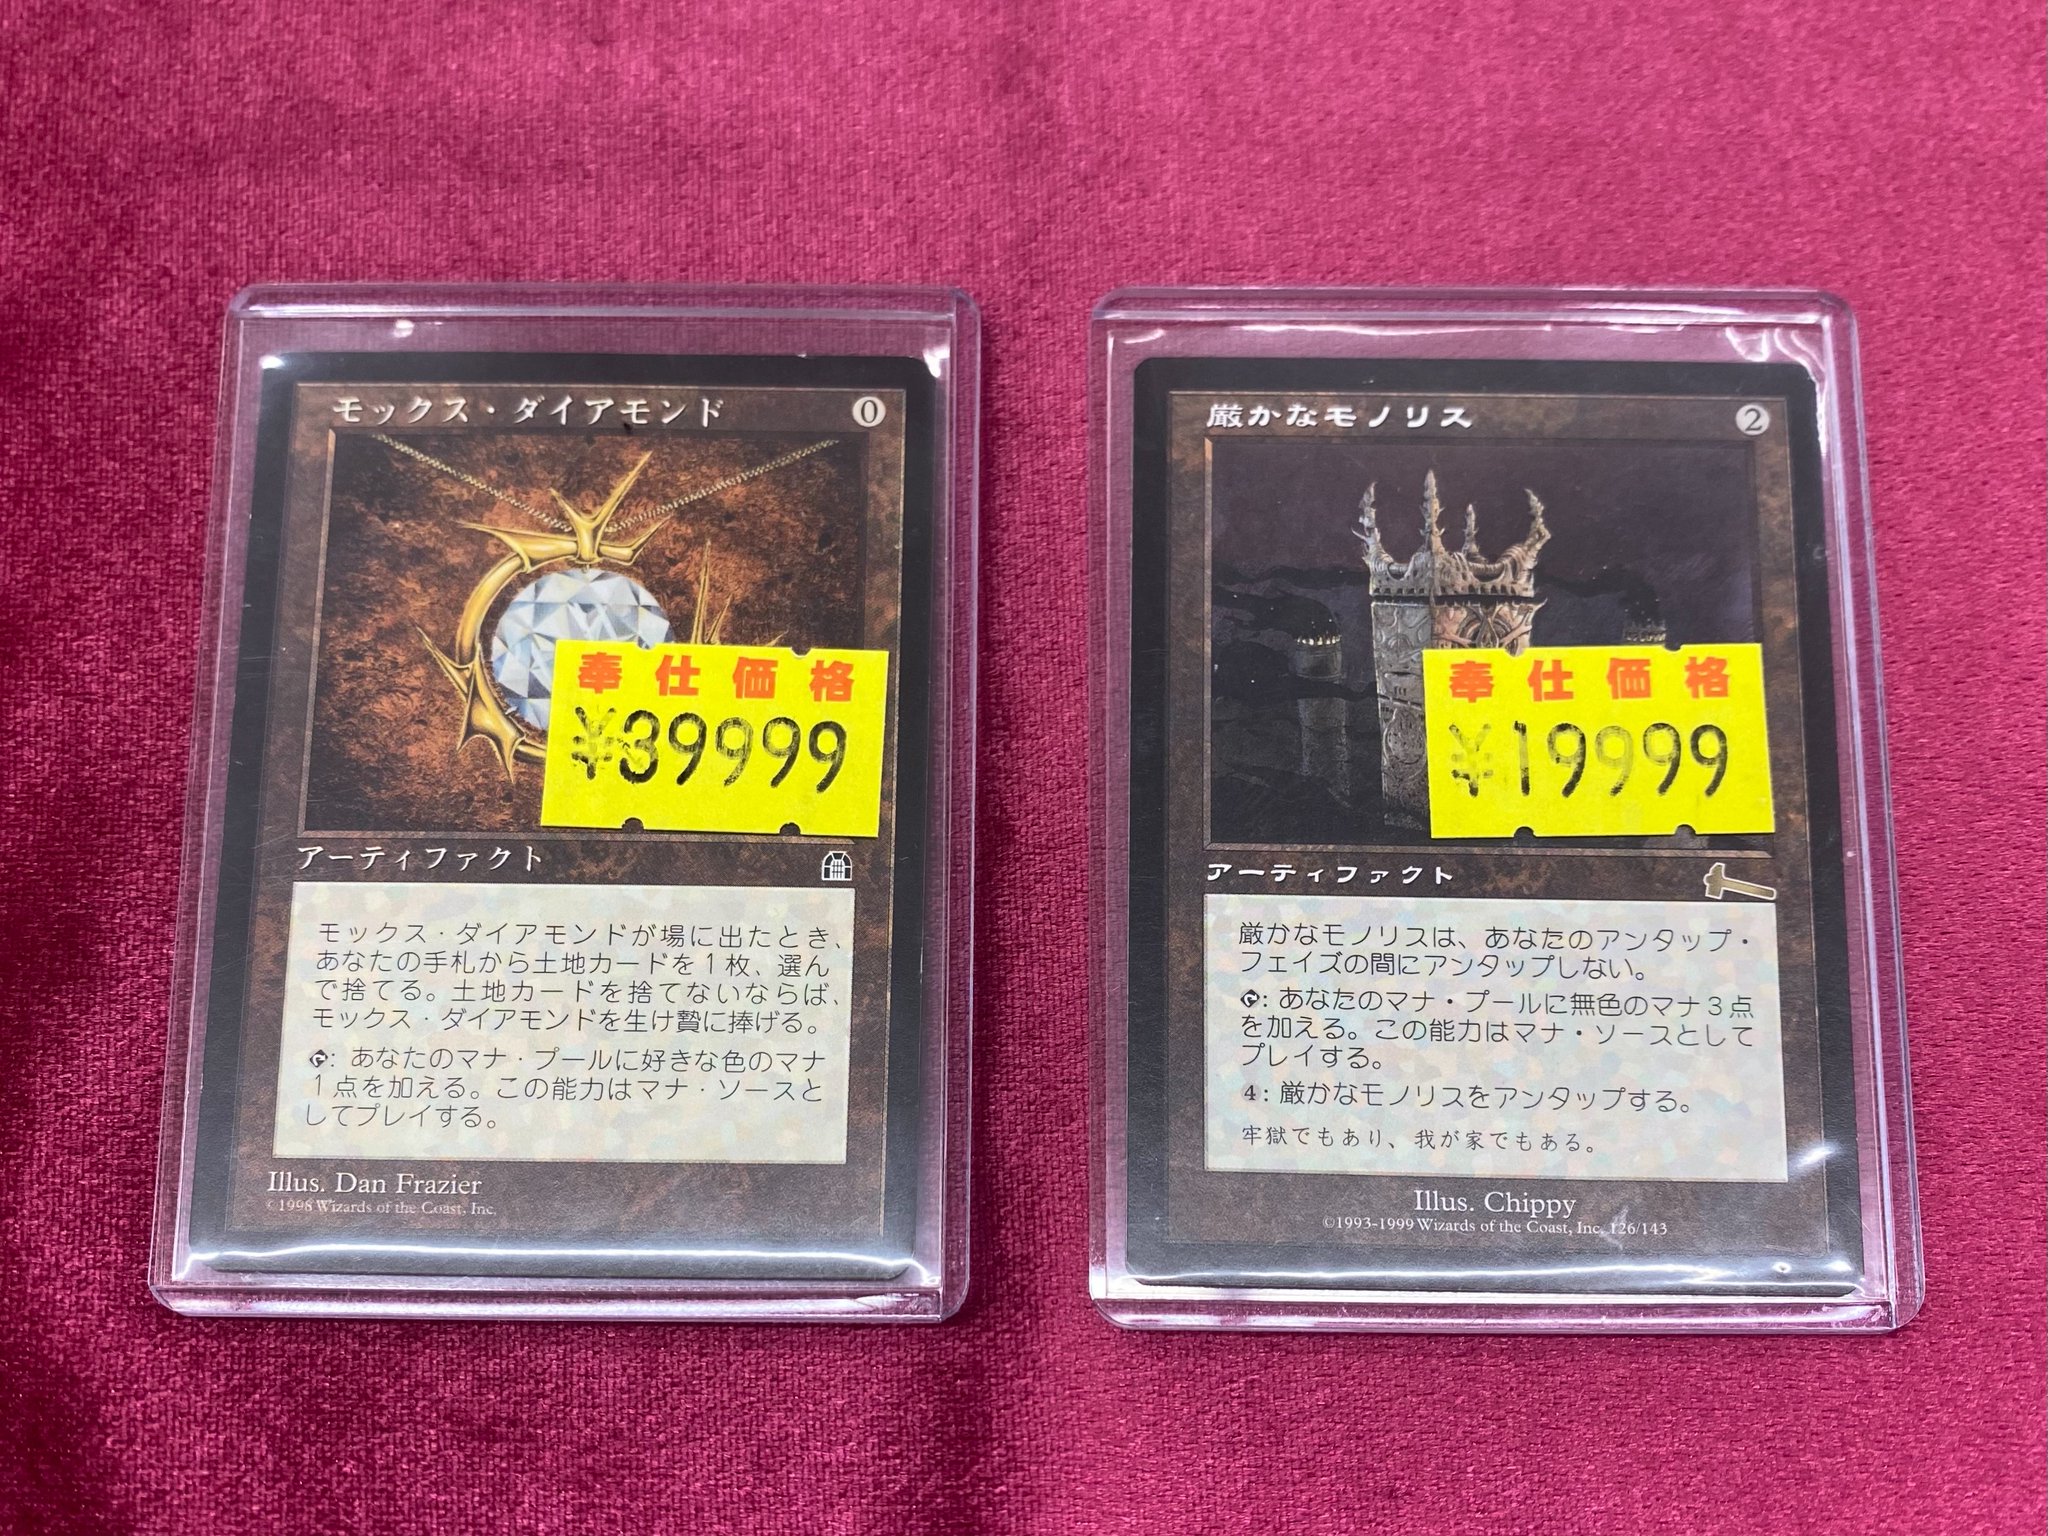 モックス・ダイアモンド
0
奉仕価格
¥39999
アーティファクト
モックス・ダイアモンドが場に出たとき、
あなたの手札から土地カードを1枚、選ん
で捨てる。土地カードを捨てないならば、
モックス・ダイアモンドを生け贄に捧げる。
: あなたのマナ・プールに好きな色のマナ
1点を加える。この能力はマナ・ソースと
してプレイする。
Illus. Dan Frazier
©1998 Wizards of the Coast, Inc.
厳かなモノリス
2
奉仕価格
¥19999
アーティファクト
厳かなモノリスは、あなたのアンタップ・
フェイズの間にアンタップしない。
: あなたのマナ・プールに無色のマナ3点
を加える。この能力はマナ・ソースとして
プレイする。
4: 厳かなモノリスをアンタップする。
牢獄でもあり、我が家でもある。
Illus. Chippy
©1993-1999 Wizards of the Coast, Inc. 126/143